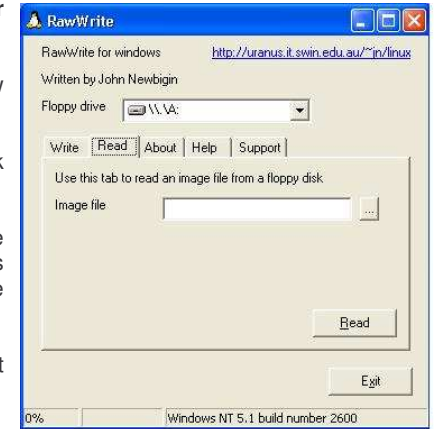 RawWrite
RawWrite for windows http://uranus.it.swin.edu.au/~jn/linux
Written by John Newbigin
Floppy drive \\.\A:
Write Read About Help Support
Use this tab to read an image file from a floppy disk
Image file ...
Read
Exit
0% Windows NT 5.1 build number 2600